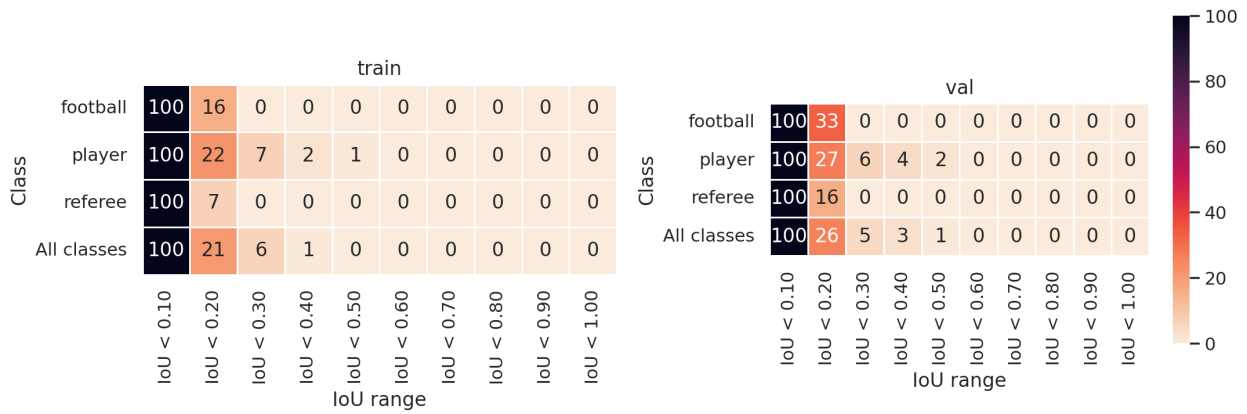 train
Class
football 100 16 0 0 0 0 0 0 0 0
player 100 22 7 2 1 0 0 0 0 0
referee 100 7 0 0 0 0 0 0 0 0
All classes 100 21 6 1 0 0 0 0 0 0
IoU < 0.10 IoU < 0.20 IoU < 0.30 IoU < 0.40 IoU < 0.50 IoU < 0.60 IoU < 0.70 IoU < 0.80 IoU < 0.90 IoU < 1.00
IoU range
val
Class
football 100 33 0 0 0 0 0 0 0 0
player 100 27 6 4 2 0 0 0 0 0
referee 100 16 0 0 0 0 0 0 0 0
All classes 100 26 5 3 1 0 0 0 0 0
IoU < 0.10 IoU < 0.20 IoU < 0.30 IoU < 0.40 IoU < 0.50 IoU < 0.60 IoU < 0.70 IoU < 0.80 IoU < 0.90 IoU < 1.00
IoU range
100
80
60
40
20
0